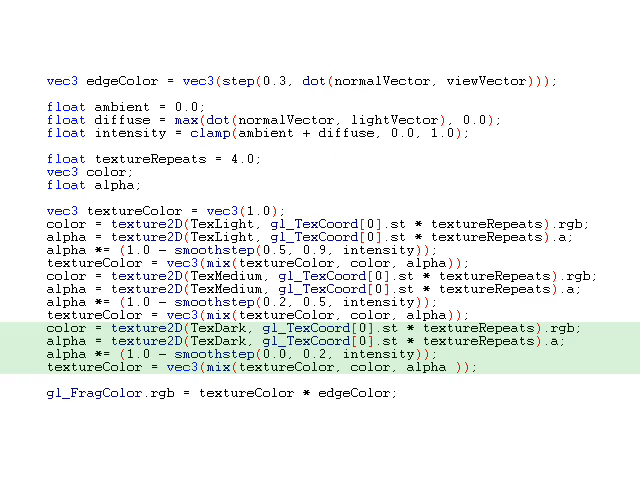 vec3 edgeColor = vec3(step(0.3, dot(normalVector, viewVector)));
float ambient = 0.0;
float diffuse = max(dot(normalVector, lightVector), 0.0);
float intensity = clamp(ambient + diffuse, 0.0, 1.0);
float textureRepeats = 4.0;
vec3 color;
float alpha;
vec3 textureColor = vec3(1.0);
color = texture2D(TexLight, gl_TexCoord[0].st * textureRepeats).rgb;
alpha = texture2D(TexLight, gl_TexCoord[0].st * textureRepeats).a;
alpha *= (1.0 - smoothstep(0.5, 0.9, intensity));
textureColor = vec3(mix(textureColor, color, alpha));
color = texture2D(TexMedium, gl_TexCoord[0].st * textureRepeats).rgb;
alpha = texture2D(TexMedium, gl_TexCoord[0].st * textureRepeats).a;
alpha *= (1.0 - smoothstep(0.2, 0.5, intensity));
textureColor = vec3(mix(textureColor, color, alpha));
color = texture2D(TexDark, gl_TexCoord[0].st * textureRepeats).rgb;
alpha = texture2D(TexDark, gl_TexCoord[0].st * textureRepeats).a;
alpha *= (1.0 - smoothstep(0.0, 0.2, intensity));
textureColor = vec3(mix(textureColor, color, alpha ));
gl_FragColor.rgb = textureColor * edgeColor;